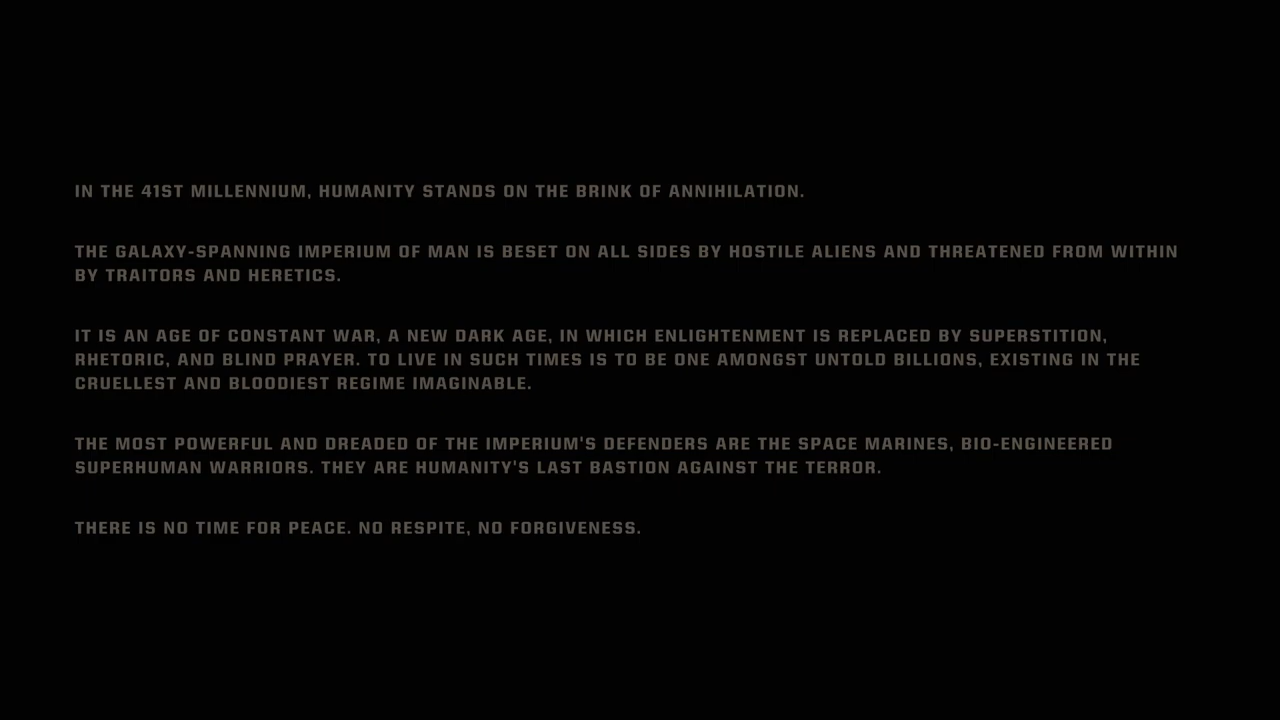 IN THE 41ST MILLENNIUM, HUMANITY STANDS ON THE BRINK OF ANNIHILATION.
THE GALAXY-SPANNING IMPERIUM OF MAN IS BESET ON ALL SIDES BY HOSTILE ALIENS AND THREATENED FROM WITHIN
BY TRAITORS AND HERETICS.
IT IS AN AGE OF CONSTANT WAR, A NEW DARK AGE, IN WHICH ENLIGHTENMENT IS REPLACED BY SUPERSTITION,
RHETORIC, AND BLIND PRAYER. TO LIVE IN SUCH TIMES IS TO BE ONE AMONGST UNTOLD BILLIONS, EXISTING IN THE
CRUELLEST AND BLOODIEST REGIME IMAGINABLE.
THE MOST POWERFUL AND DREADED OF THE IMPERIUM'S DEFENDERS ARE THE SPACE MARINES, BIO-ENGINEERED
SUPERHUMAN WARRIORS. THEY ARE HUMANITY'S LAST BASTION AGAINST THE TERROR.
THERE IS NO TIME FOR PEACE. NO RESPITE, NO FORGIVENESS.